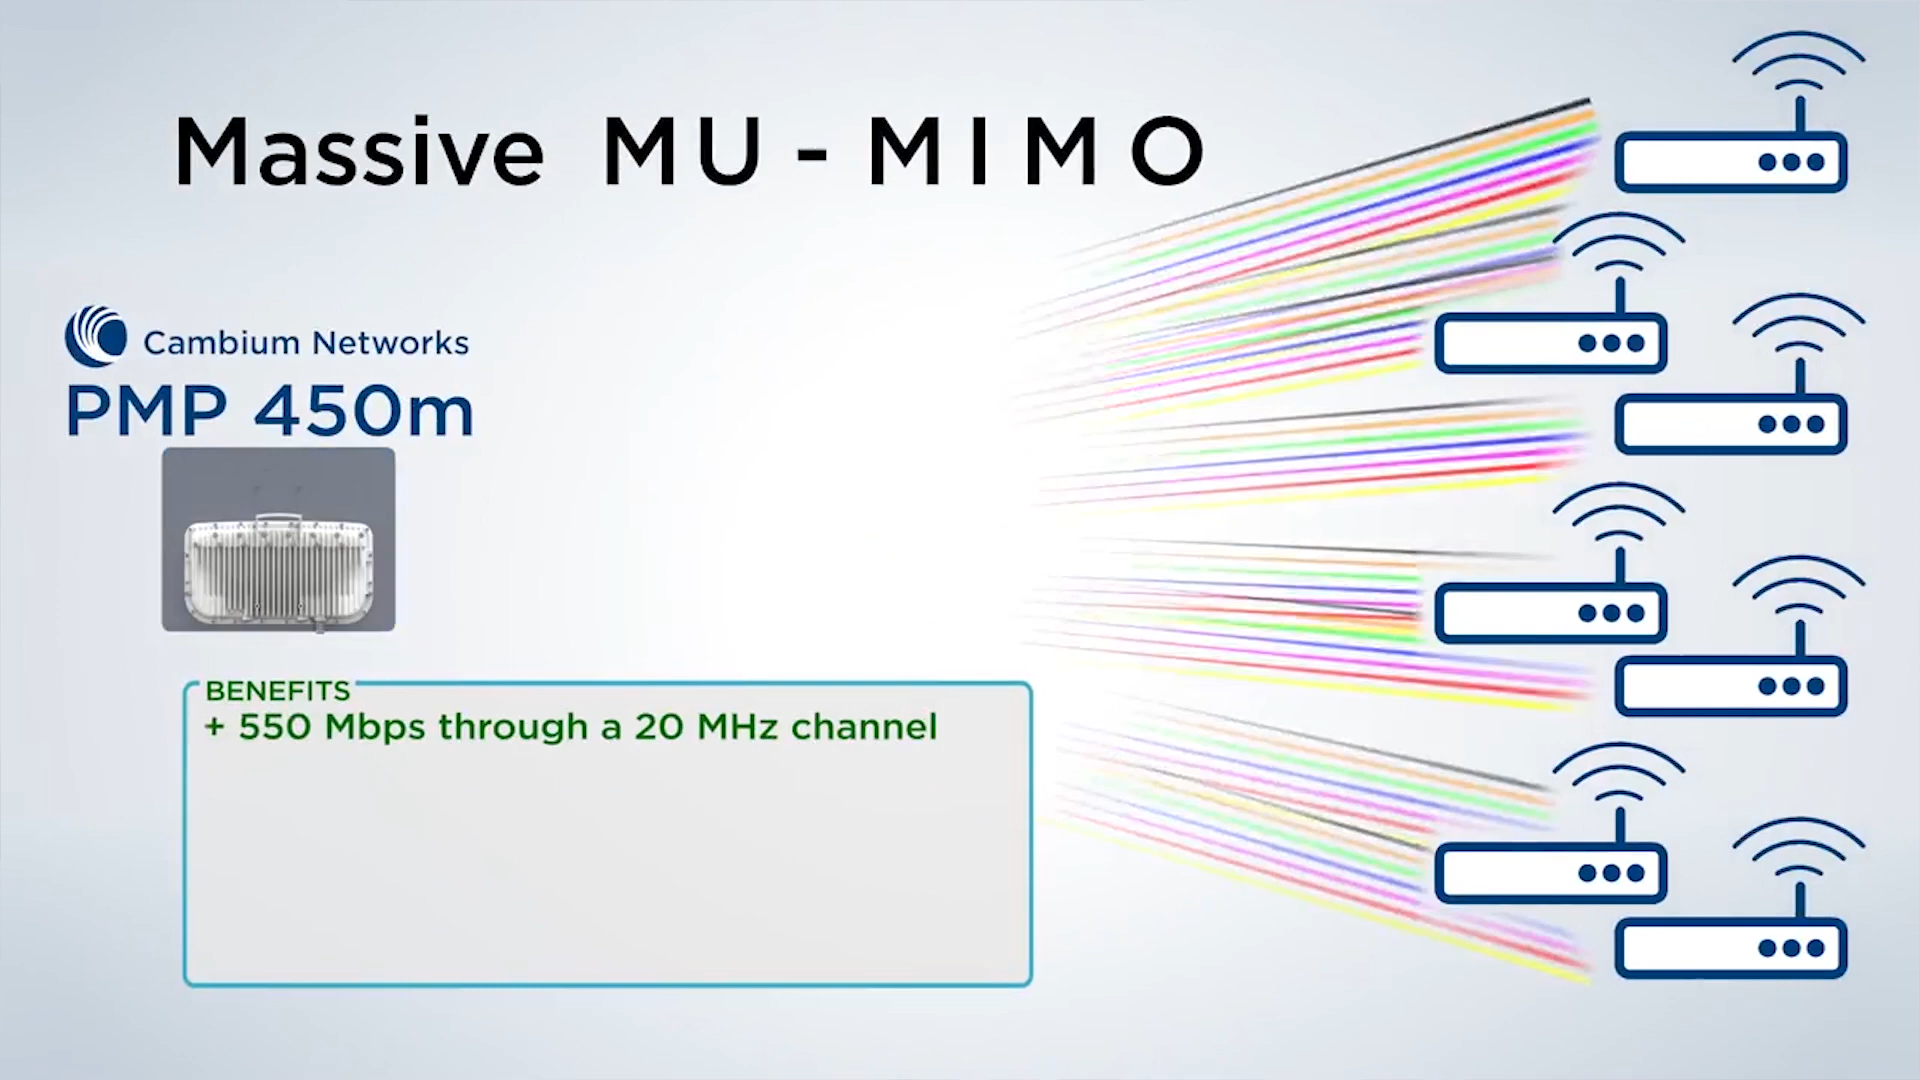 Massive MU - MIMO
Cambium Networks
PMP 450m
BENEFITS
+ 550 Mbps through a 20 MHz channel